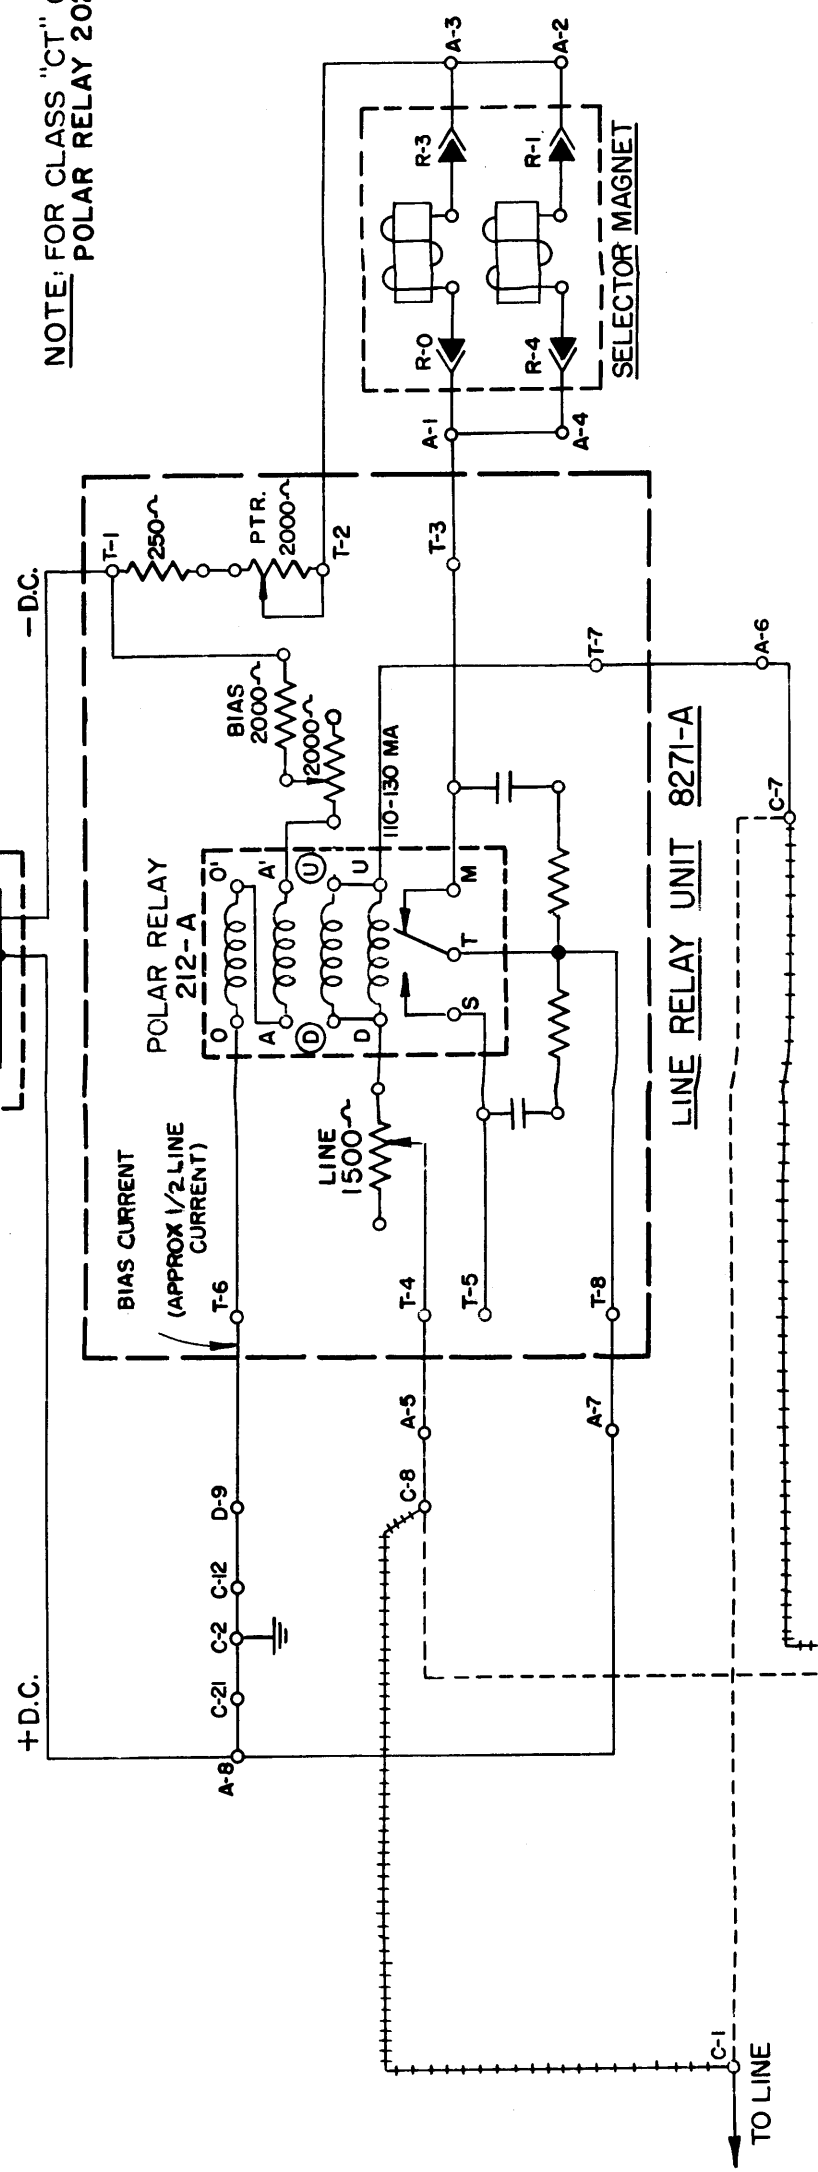 NOTE: FOR CLASS "CT"
POLAR RELAY
+D.C.
—D.C.
A-8
C-21
C-2
C-12
D-9
T-6
BIAS CURRENT
(APPROX 1/2 LINE
CURRENT)
POLAR RELAY
212-A
O
O'
A
A'
D
U
D
U
S
T
M
BIAS
2000~
2000~
T-1
250~
PTR.
2000~
T-2
LINE
1500~
110-130 MA
C-8
A-5
T-4
T-5
A-7
T-8
T-3
T-7
A-1
A-4
R-0
R-4
R-3
R-1
A-3
A-2
SELECTOR MAGNET
LINE RELAY UNIT 8271-A
A-6
C-7
C-1
TO LINE